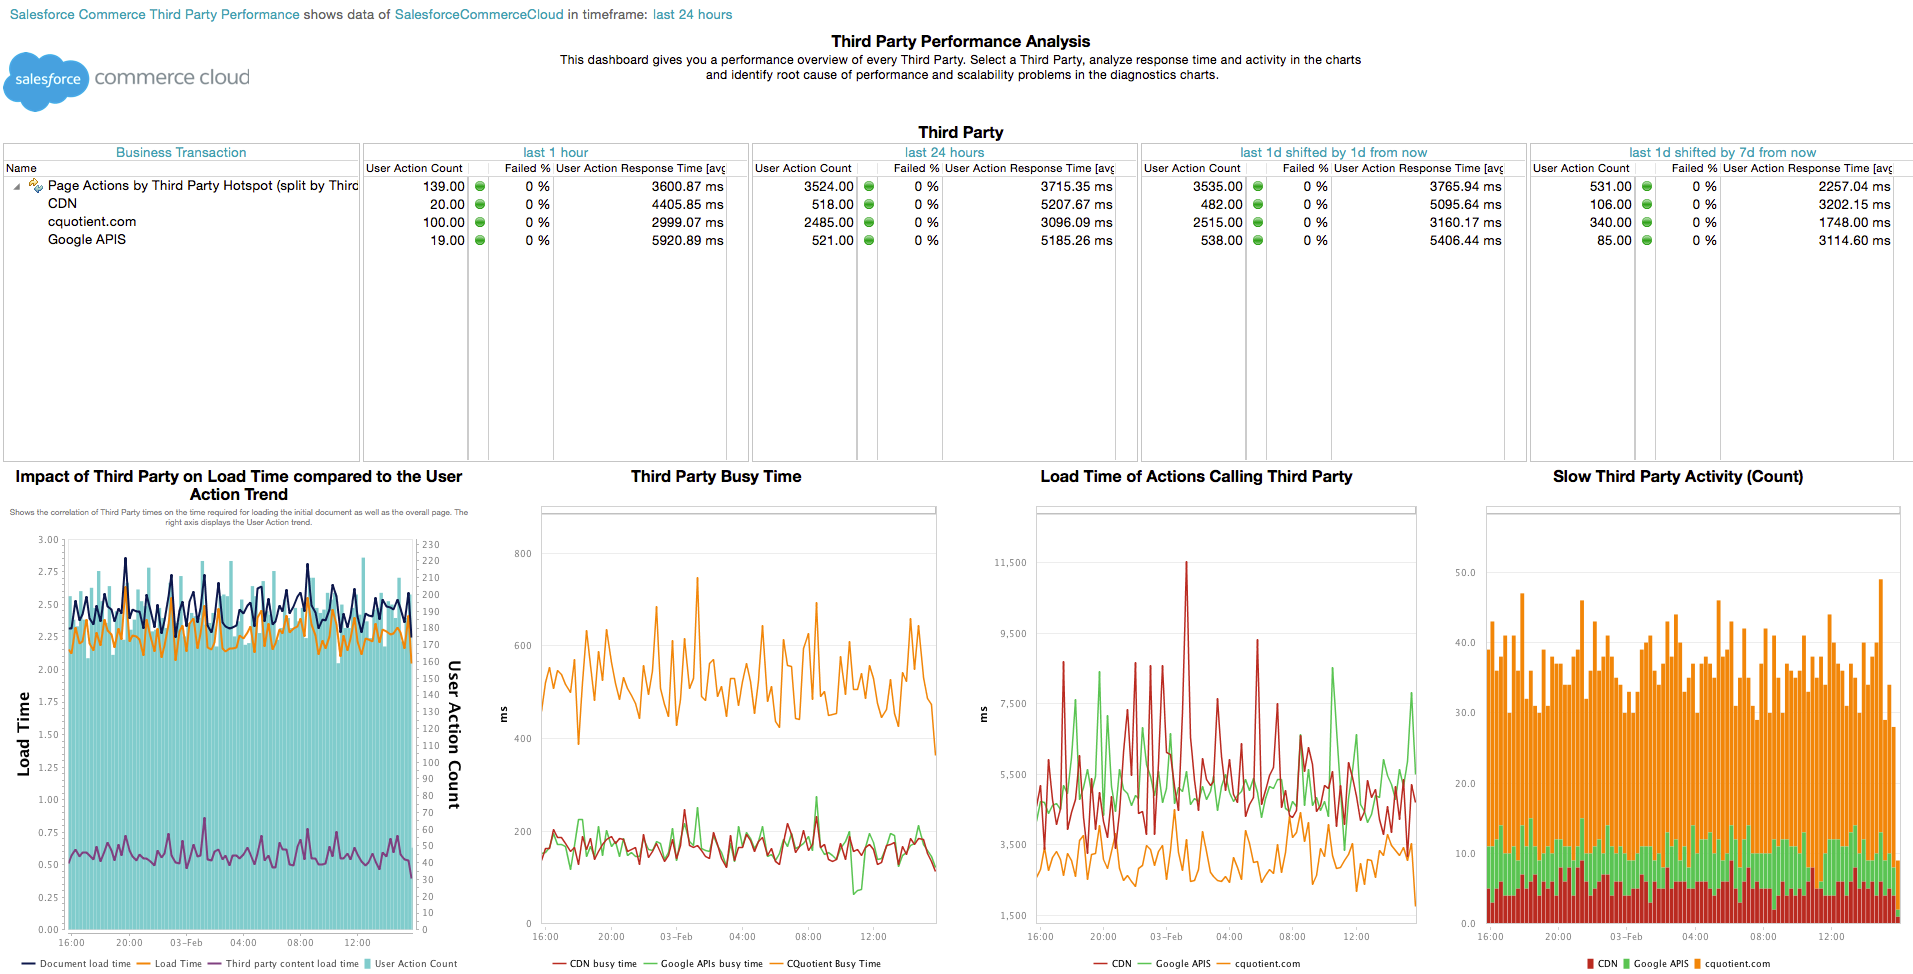 Salesforce Commerce Third Party Performance shows data of SalesforceCommerceCloud in timeframe: last 24 hours
salesforce commerce cloud
Third Party Performance Analysis
This dashboard gives you a performance overview of every Third Party. Select a Third Party, analyze response time and activity in the charts
and identify root cause of performance and scalability problems in the diagnostics charts.
Third Party
Business Transaction last 1 hour last 24 hours last 1d shifted by 1d from now last 1d shifted by 7d from now
Name User Action Count Failed % User Action Response Time [avg User Action Count Failed % User Action Response Time [avg User Action Count Failed % User Action Response Time [avg User Action Count Failed % User Action Response Time [avg
Page Actions by Third Party Hotspot (split by Third 139.00 0 % 3600.87 ms 3524.00 0 % 3715.35 ms 3535.00 0 % 3765.94 ms 531.00 0 % 2257.04 ms
CDN 20.00 0 % 4405.85 ms 518.00 0 % 5207.67 ms 482.00 0 % 5095.64 ms 106.00 0 % 3202.15 ms
cquotient.com 100.00 0 % 2999.07 ms 2485.00 0 % 3096.09 ms 2515.00 0 % 3160.17 ms 340.00 0 % 1748.00 ms
Google APIS 19.00 0 % 5920.89 ms 521.00 0 % 5185.26 ms 538.00 0 % 5406.44 ms 85.00 0 % 3114.60 ms
Impact of Third Party on Load Time compared to the User
Action Trend
Shows the correlation of Third Party times on the time required for loading the initial document as well as the overall page. The
right axis displays the User Action trend.
3.00
2.75
2.50
2.25
2.00
1.75
1.50
1.25
1.00
0.75
0.50
0.25
0.00
Load Time
230
220
210
200
190
180
170
160
150
140
130
120
110
100
90
80
70
60
50
40
30
20
10
0
User Action Count
16:00 20:00 03-Feb 04:00 08:00 12:00
Document load time Load Time Third party content load time User Action Count
Third Party Busy Time
800
600
400
200
0
ms
16:00 20:00 03-Feb 04:00 08:00 12:00
CDN busy time Google APIs busy time CQuotient Busy Time
Load Time of Actions Calling Third Party
11,500
9,500
7,500
5,500
3,500
1,500
ms
16:00 20:00 03-Feb 04:00 08:00 12:00
CDN Google APIS cquotient.com
Slow Third Party Activity (Count)
50.0
40.0
30.0
20.0
10.0
0.0
16:00 20:00 03-Feb 04:00 08:00 12:00
CDN Google APIS cquotient.com